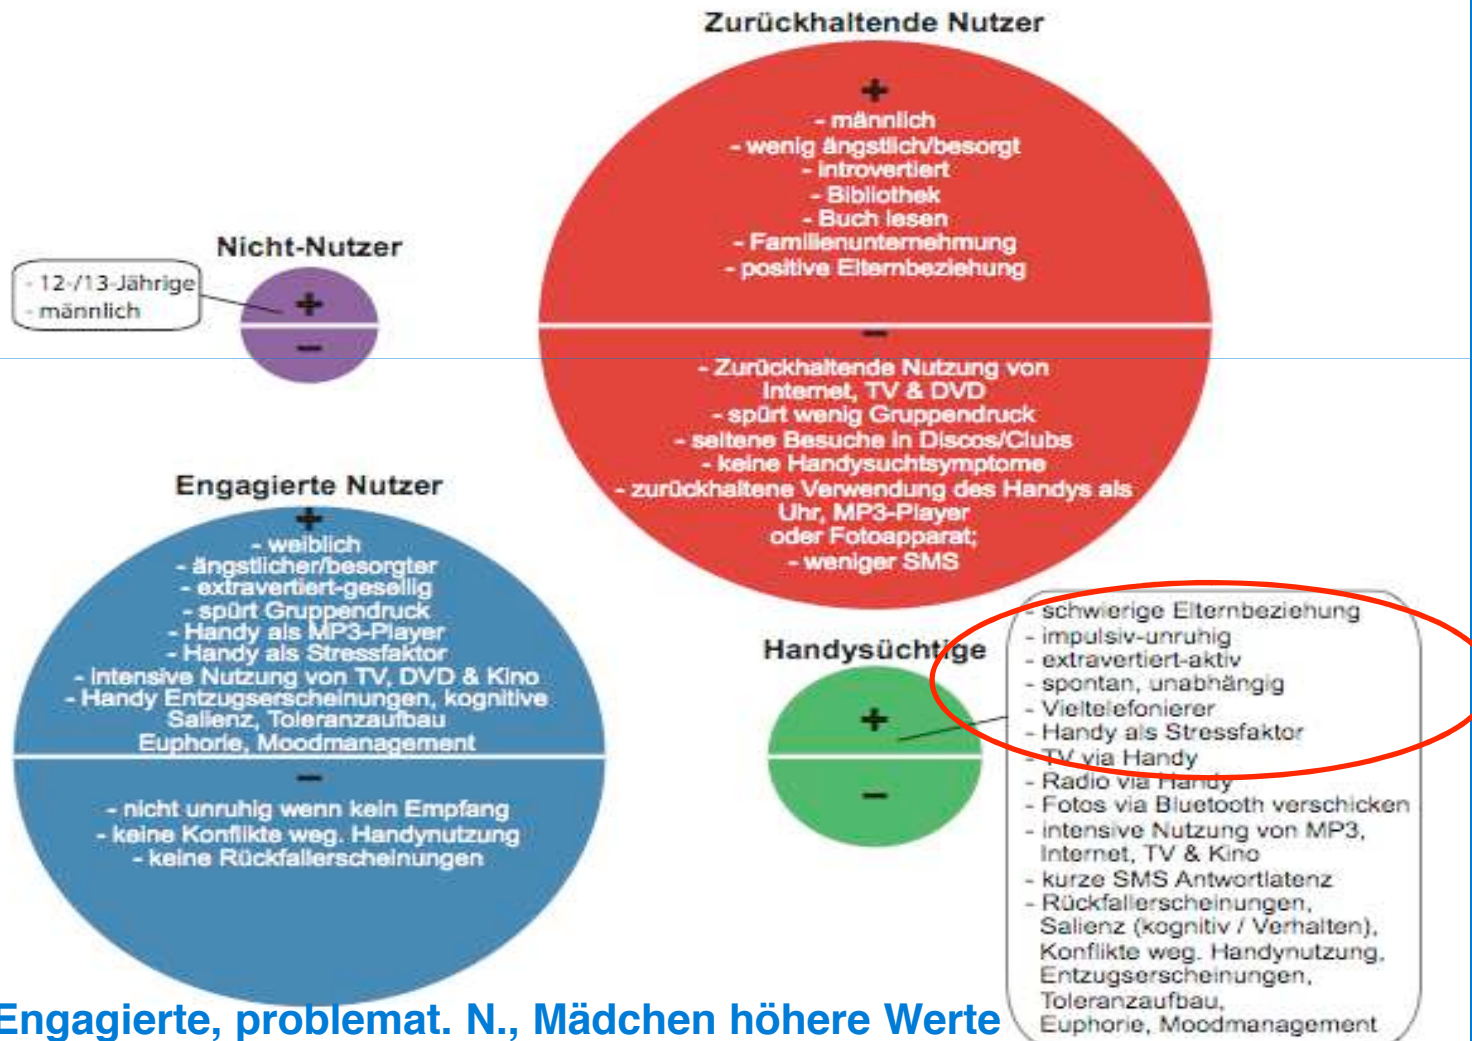 Zurückhaltende Nutzer
+
- männlich
- wenig ängstlich/besorgt
- introvertiert
- Bibliothek
- Buch lesen
- Familienunternehmung
- positive Elternbeziehung
–
- Zurückhaltende Nutzung von
Internet, TV & DVD
- spürt wenig Gruppendruck
- seltene Besuche in Discos/Clubs
- keine Handysuchtsymptome
- zurückhaltene Verwendung des Handys als
Uhr, MP3-Player
oder Fotoapparat;
- weniger SMS
Nicht-Nutzer
- 12-/13-Jährige
- männlich
+
–
Engagierte Nutzer
+
- weiblich
- ängstlicher/besorgter
- extravertiert-gesellig
- spürt Gruppendruck
- Handy als MP3-Player
- Handy als Stressfaktor
- intensive Nutzung von TV, DVD & Kino
- Handy Entzugserscheinungen, kognitive
Salienz, Toleranzaufbau
Euphorie, Moodmanagement
–
- nicht unruhig wenn kein Empfang
- keine Konflikte weg. Handynutzung
- keine Rückfallerscheinungen
Handysüchtige
+
–
- schwierige Elternbeziehung
- impulsiv-unruhig
- extravertiert-aktiv
- spontan, unabhängig
- Vieltelefonierer
- Handy als Stressfaktor
- TV via Handy
- Radio via Handy
- Fotos via Bluetooth verschicken
- intensive Nutzung von MP3,
Internet, TV & Kino
- kurze SMS Antwortlatenz
- Rückfallerscheinungen,
Salienz (kognitiv / Verhalten),
Konflikte weg. Handynutzung,
Entzugserscheinungen,
Toleranzaufbau,
Euphorie, Moodmanagement
Engagierte, problemat. N., Mädchen höhere Werte